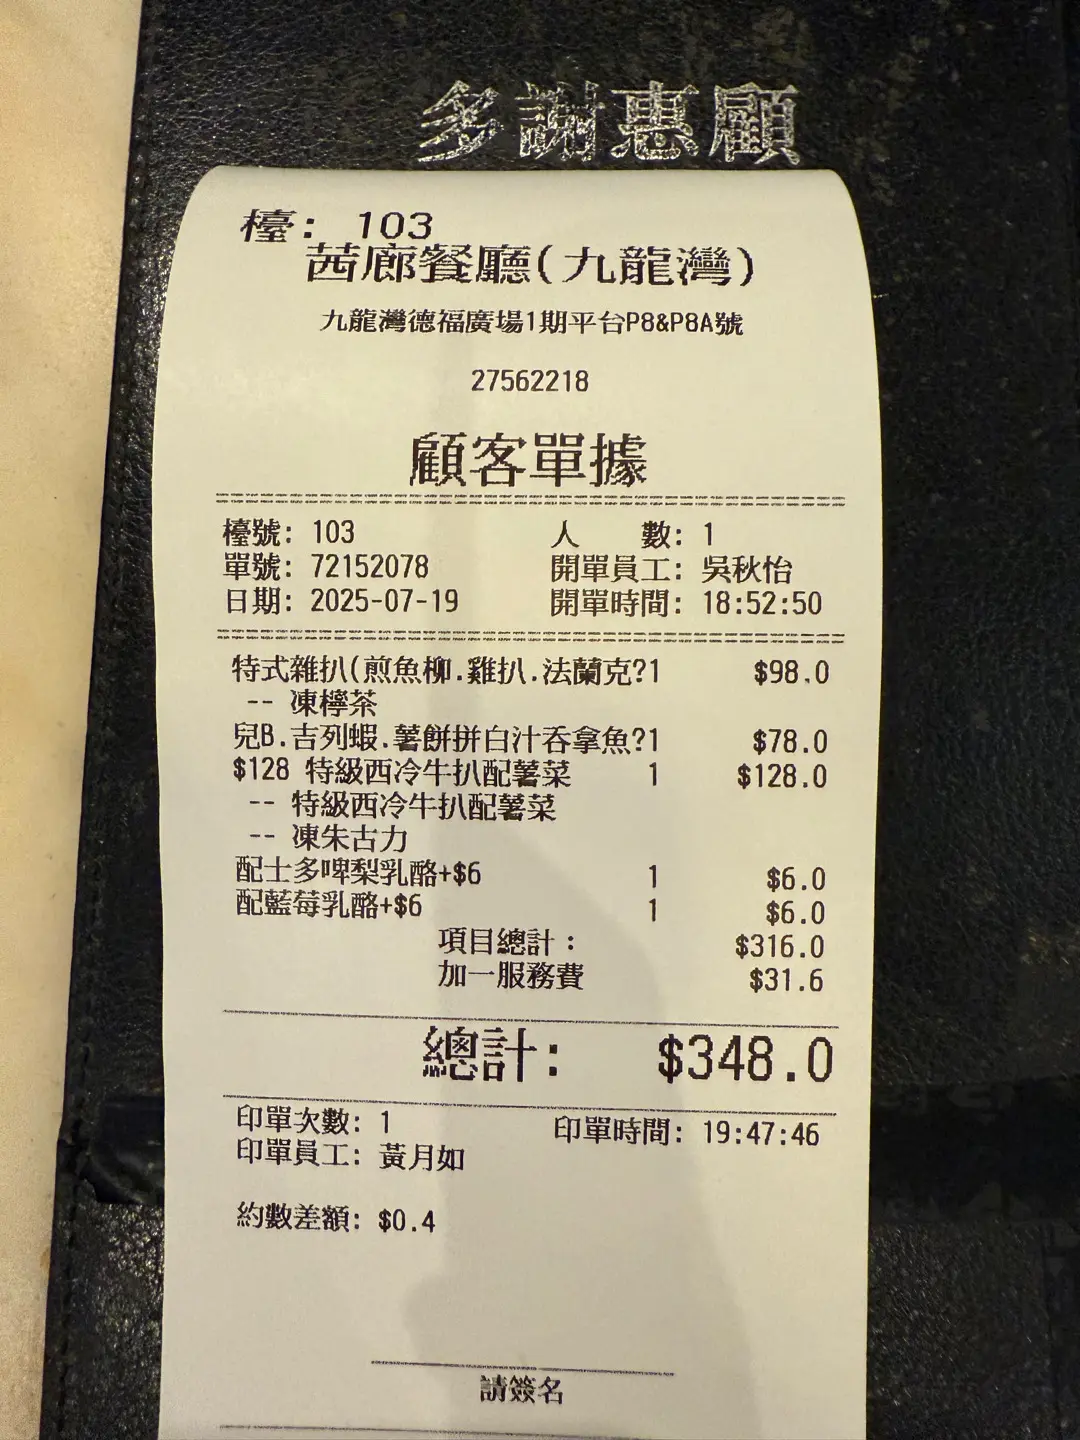 多謝惠顧
檯: 103
茜廊餐廳(九龍灣)
九龍灣德福廣場1期平台P8&P8A號
27562218
顧客單據
檯號: 103 人 數: 1
單號: 72152078 開單員工: 吳秋怡
日期: 2025-07-19 開單時間: 18:52:50
特式雜扒(煎魚柳.雞扒.法蘭克?1 $98.0
-- 凍檸茶
兒B.吉列蝦.薯餅拼白汁吞拿魚?1 $78.0
$128 特級西冷牛扒配薯菜 1 $128.0
-- 特級西冷牛扒配薯菜
-- 凍朱古力
配士多啤梨乳酪+$6 1 $6.0
配藍莓乳酪+$6 1 $6.0
項目總計: $316.0
加一服務費 $31.6
總計: $348.0
印單次數: 1 印單時間: 19:47:46
印單員工: 黃月如
約數差額: $0.4
請簽名